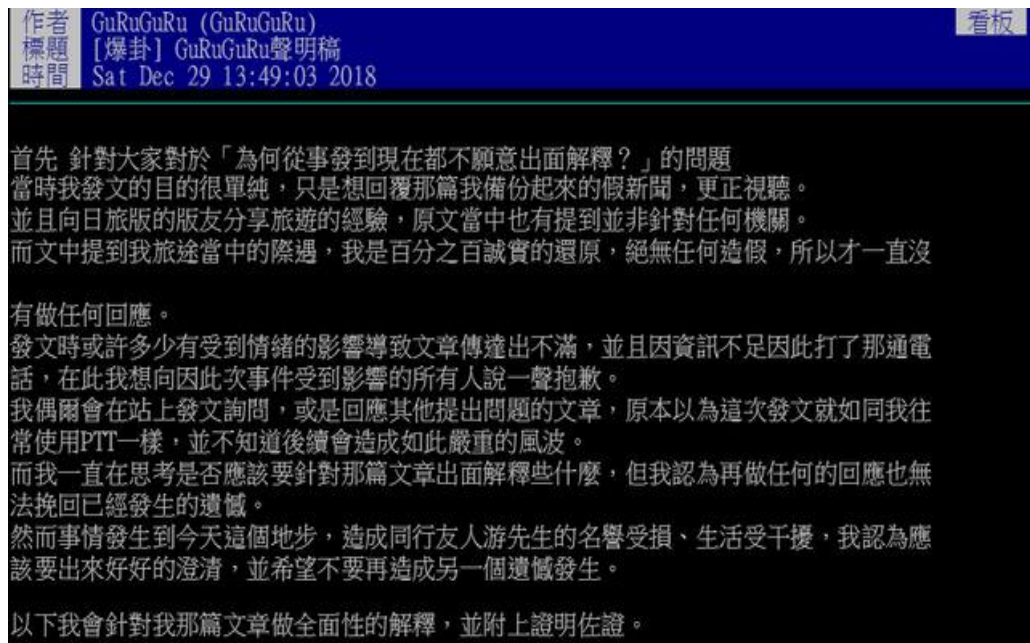 作者 GuRuGuRu (GuRuGuRu) 看板
標題 [爆卦] GuRuGuRu聲明稿
時間 Sat Dec 29 13:49:03 2018
首先 針對大家對於「為何從事發到現在都不願意出面解釋?」的問題
當時我發文的目的很單純,只是想回覆那篇我備份起來的假新聞,更正視聽。
並且向日旅版的版友分享旅遊的經驗,原文當中也有提到並非針對任何機關。
而文中提到我旅途當中的際遇,我是百分之百誠實的還原,絕無任何造假,所以才一直沒
有做任何回應。
發文時或許多少有受到情緒的影響導致文章傳達出不滿,並且因資訊不足因此打了那通電
話,在此我想向因此次事件受到影響的所有人說一聲抱歉。
我偶爾會在站上發文詢問,或是回應其他提出問題的文章,原本以為這次發文就如同我往
常使用PTT一樣,並不知道後續會造成如此嚴重的風波。
而我一直在思考是否應該要針對那篇文章出面解釋些什麼,但我認為再做任何的回應也無
法挽回已經發生的遺憾。
然而事情發生到今天這個地步,造成同行友人游先生的名譽受損、生活受干擾,我認為應
該要出來好好的澄清,並希望不要再造成另一個遺憾發生。
以下我會針對我那篇文章做全面性的解釋,並附上證明佐證。